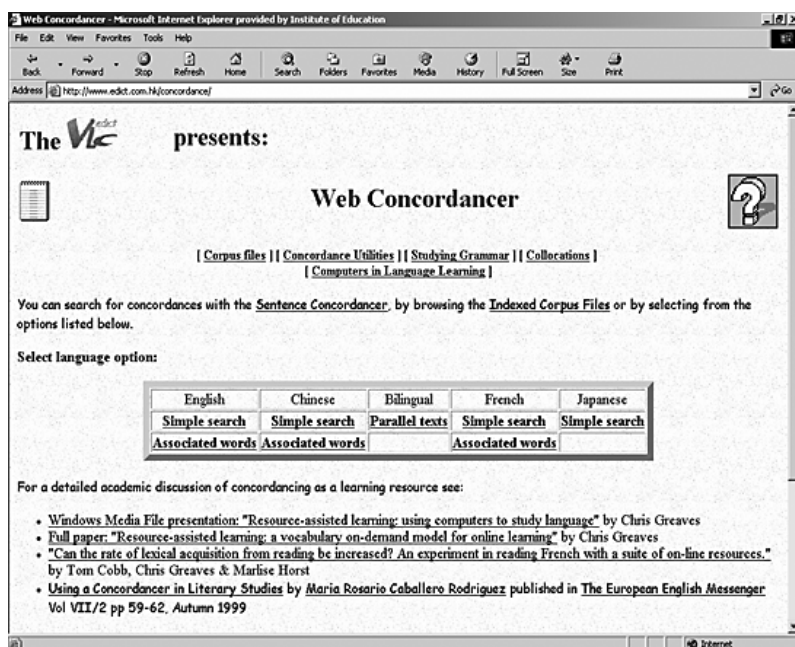 Web Concordancer - Microsoft Internet Explorer provided by Institute of Education
File Edit View Favorites Tools Help
Back Forward Stop Refresh Home Search Folders Favorites Media History Full Screen Size Print
Address http://www.edict.com.hk/concordance/ Go
The edict Vlc presents:
Web Concordancer
[ Corpus files ] [ Concordance Utilities ] [ Studying Grammar ] [ Collocations ]
[ Computers in Language Learning ]
You can search for concordances with the Sentence Concordancer, by browsing the Indexed Corpus Files or by selecting from the
options listed below.
Select language option:
English Chinese Bilingual French Japanese
Simple search Simple search Parallel texts Simple search Simple search
Associated words Associated words Associated words
For a detailed academic discussion of concordancing as a learning resource see:
• Windows Media File presentation: "Resource-assisted learning: using computers to study language" by Chris Greaves
• Full paper: "Resource-assisted learning: a vocabulary on-demand model for online learning" by Chris Greaves
• "Can the rate of lexical acquisition from reading be increased? An experiment in reading French with a suite of on-line resources."
by Tom Cobb, Chris Greaves & Marlise Horst
• Using a Concordancer in Literary Studies by Maria Rosario Caballero Rodriguez published in The European English Messenger
Vol VII/2 pp 59-62, Autumn 1999
Internet